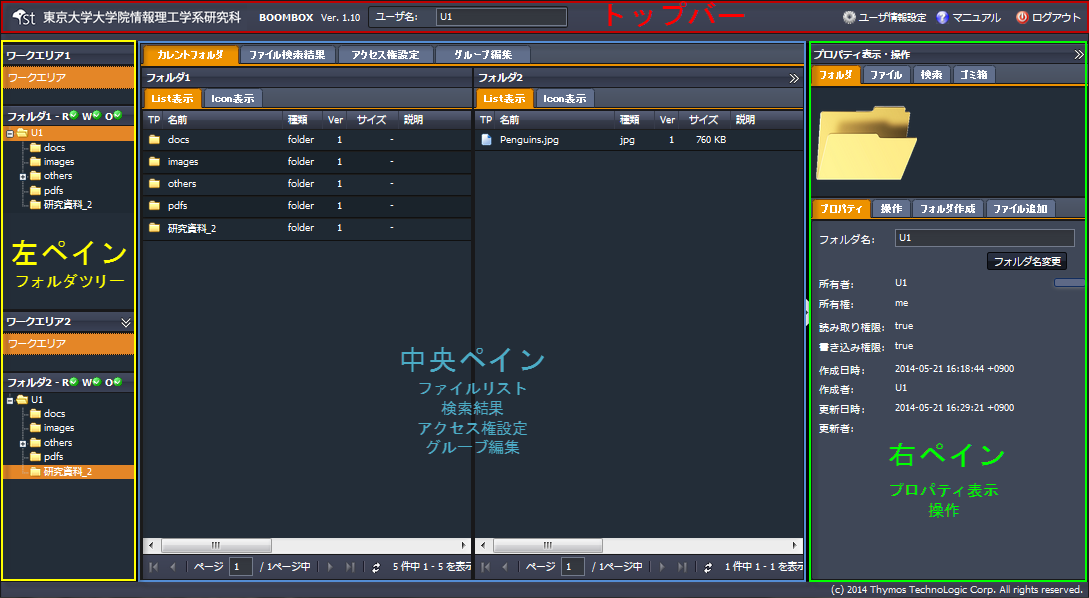 st 東京大学大学院情報理工学系研究科 BOOMBOX Ver. 1.10 ユーザ名: U1 トップバー ユーザ情報設定 マニュアル ログアウト
ワークエリア1
ワークエリア
フォルダ1 - R W O
U1
docs
images
others
pdfs
研究資料_2
左ペイン
フォルダツリー
ワークエリア2
ワークエリア
フォルダ2 - R W O
U1
docs
images
others
pdfs
研究資料_2
カレントフォルダ ファイル検索結果 アクセス権設定 グループ編集
フォルダ1
List表示 Icon表示
TP 名前 種類 Ver サイズ 説明
docs folder 1 -
images folder 1 -
others folder 1 -
pdfs folder 1 -
研究資料_2 folder 1 -
ページ 1 / 1ページ中 5 件中 1 - 5 を表示
フォルダ2
List表示 Icon表示
TP 名前 種類 Ver サイズ 説明
Penguins.jpg jpg 1 760 KB
ページ 1 / 1ページ中 1 件中 1 - 1 を表示
中央ペイン
ファイルリスト
検索結果
アクセス権設定
グループ編集
プロパティ表示・操作
フォルダ ファイル 検索 ゴミ箱
プロパティ 操作 フォルダ作成 ファイル追加
フォルダ名: U1
フォルダ名変更
所有者: U1
所有権: me
読み取り権限: true
書き込み権限: true
作成日時: 2014-05-21 16:18:44 +0900
作成者: U1
更新日時: 2014-05-21 16:29:21 +0900
更新者:
右ペイン
プロパティ表示
操作
(c) 2014 Thymos TechnoLogic Corp. All rights reserved.